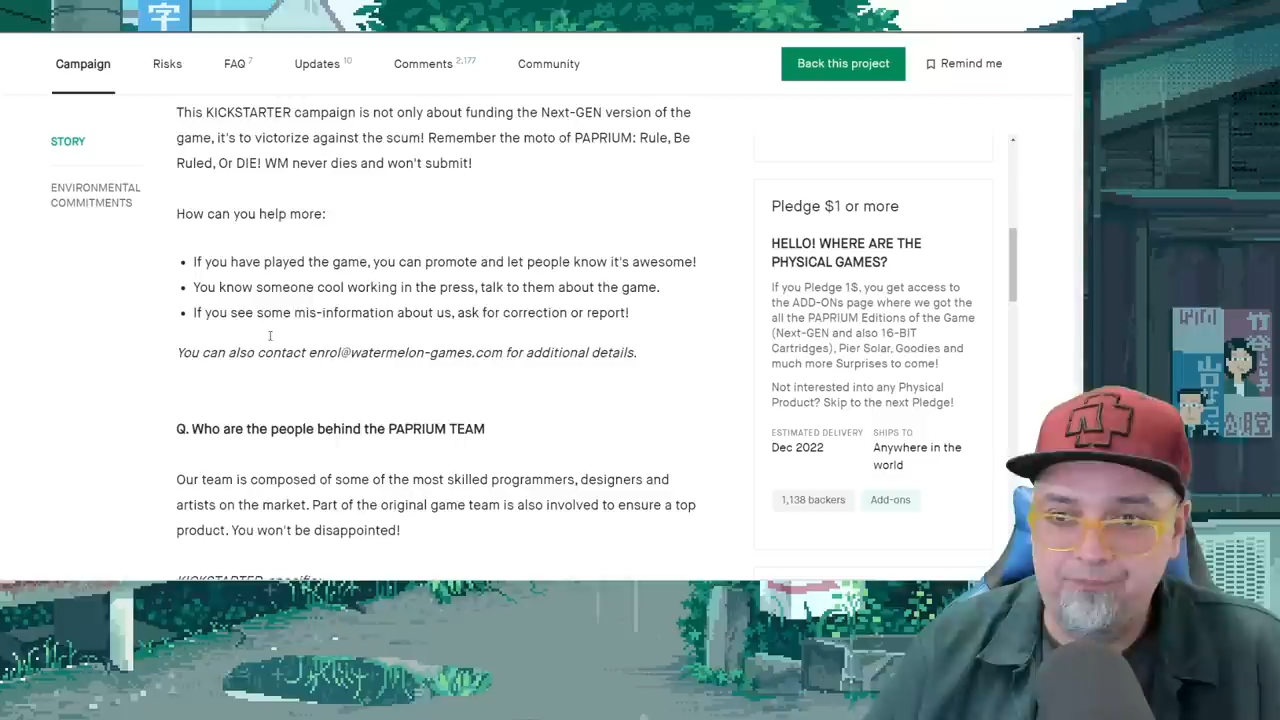 字
Campaign
Risks
FAQ 7
Updates 10
Comments 2,177
Community
Back this project
Remind me
STORY
ENVIRONMENTAL
COMMITMENTS
This KICKSTARTER campaign is not only about funding the Next-GEN version of the
game, it's to victorize against the scum! Remember the moto of PAPRIUM: Rule, Be
Ruled, Or DIE! WM never dies and won't submit!
How can you help more:
• If you have played the game, you can promote and let people know it's awesome!
• You know someone cool working in the press, talk to them about the game.
• If you see some mis-information about us, ask for correction or report!
You can also contact enrol@watermelon-games.com for additional details.
Q. Who are the people behind the PAPRIUM TEAM
Our team is composed of some of the most skilled programmers, designers and
artists on the market. Part of the original game team is also involved to ensure a top
product. You won't be disappointed!
Pledge $1 or more
HELLO! WHERE ARE THE
PHYSICAL GAMES?
If you Pledge 1$, you get access to
the ADD-ONs page where we got the
all the PAPRIUM Editions of the Game
(Next-GEN and also 16-BIT
Cartridges), Pier Solar, Goodies and
much more Surprises to come!
Not interested into any Physical
Product? Skip to the next Pledge!
ESTIMATED DELIVERY
Dec 2022
SHIPS TO
Anywhere in the
world
1,138 backers
Add-ons